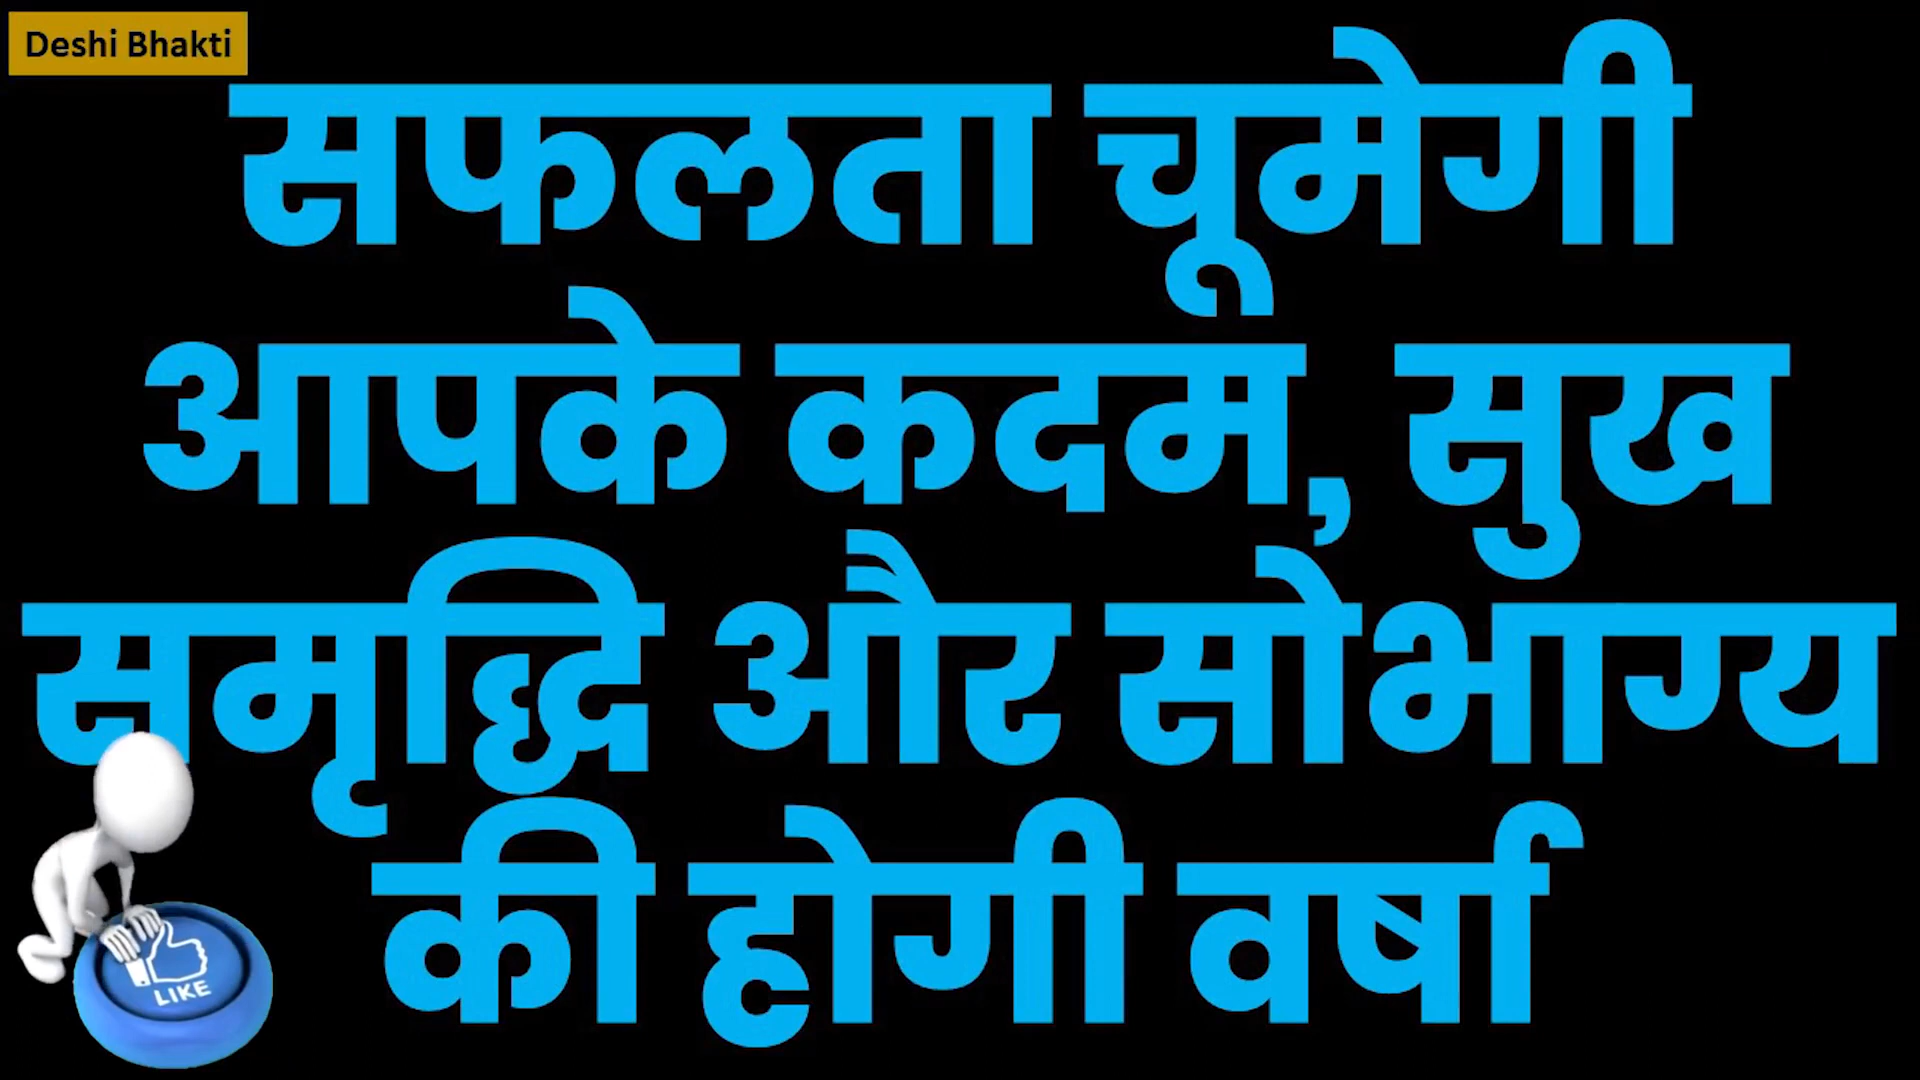 Deshi Bhakti
सफलता चूमेगी
आपके कदम, सुख
समृद्धि और सोभाग्य
की होगी वर्षा
LIKE